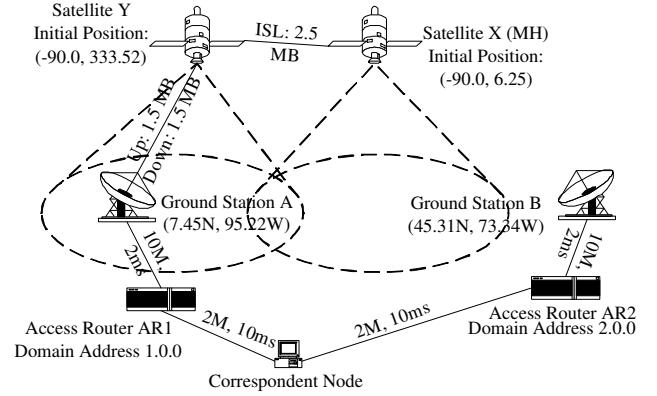 Satellite Y
Initial Position:
(-90.0, 333.52)
ISL: 2.5
MB
Satellite X (MH)
Initial Position:
(-90.0, 6.25)
Up: 1.5 MB
Down: 1.5 MB
Ground Station A
(7.45N, 95.22W)
Ground Station B
(45.31N, 73.34W)
10M,
2ms
10M,
2ms
Access Router AR1
Domain Address 1.0.0
2M, 10ms
2M, 10ms
Access Router AR2
Domain Address 2.0.0
Correspondent Node